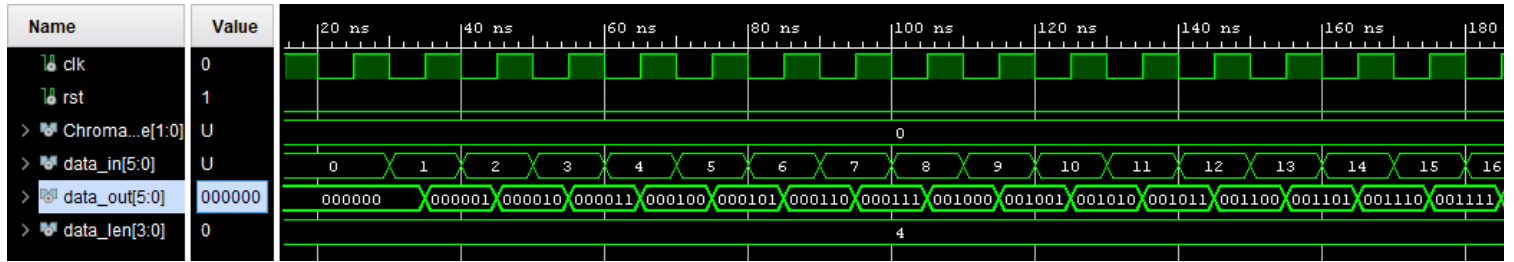 Name Value 20 ns 40 ns 60 ns 80 ns 100 ns 120 ns 140 ns 160 ns 180
clk 0
rst 1
Chroma...e[1:0] U 0
data_in[5:0] U 0 1 2 3 4 5 6 7 8 9 10 11 12 13 14 15 16
data_out[5:0] 000000 000000 000001 000010 000011 000100 000101 000110 000111 001000 001001 001010 001011 001100 001101 001110 001111
data_len[3:0] 0 4